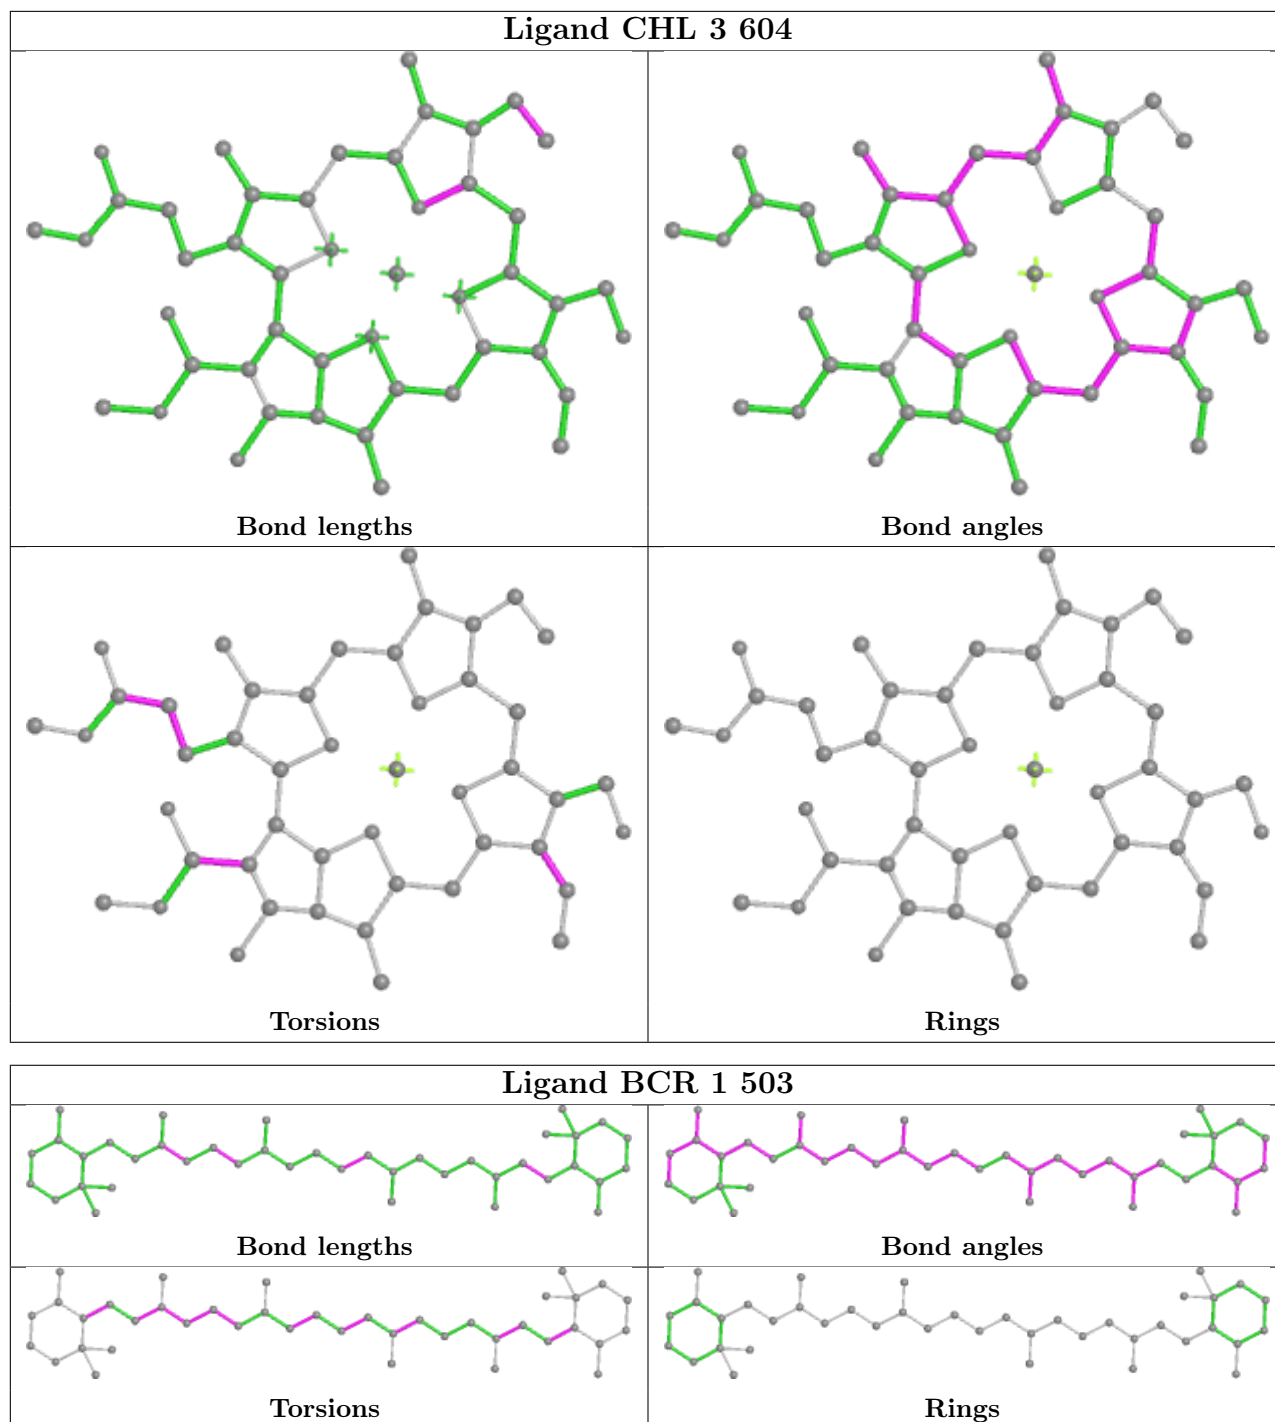 Ligand CHL 3 604
Bond lengths
Bond angles
Torsions
Rings
Ligand BCR 1 503
Bond lengths
Bond angles
Torsions
Rings